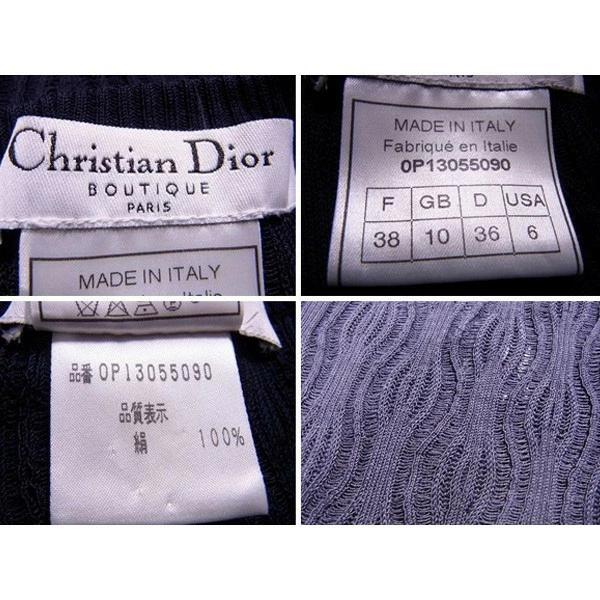 Christian Dior
BOUTIQUE
PARIS
MADE IN ITALY
MADE IN ITALY
Fabriqué en Italie
0P13055090
F GB D USA
38 10 36 6
品番 0P13055090
品質表示
絹 100%